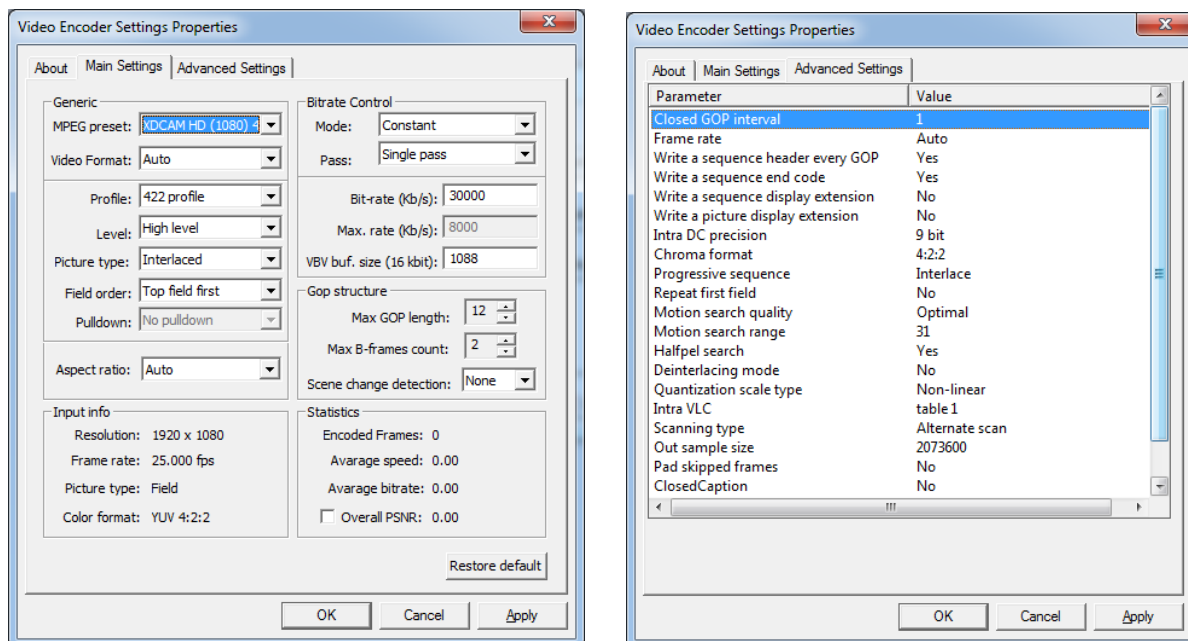 Video Encoder Settings Properties
About Main Settings Advanced Settings
Generic
MPEG preset: XDCAM HD (1080) 4
Video Format: Auto
Profile: 422 profile
Level: High level
Picture type: Interlaced
Field order: Top field first
Pulldown: No pulldown
Aspect ratio: Auto
Input info
Resolution: 1920 x 1080
Frame rate: 25.000 fps
Picture type: Field
Color format: YUV 4:2:2
Bitrate Control
Mode: Constant
Pass: Single pass
Bit-rate (Kb/s): 30000
Max. rate (Kb/s): 8000
VBV buf. size (16 kbit): 1088
Gop structure
Max GOP length: 12
Max B-frames count: 2
Scene change detection: None
Statistics
Encoded Frames: 0
Avarage speed: 0.00
Avarage bitrate: 0.00
Overall PSNR: 0.00
Restore default
OK Cancel Apply
Video Encoder Settings Properties
About Main Settings Advanced Settings
Parameter Value
Closed GOP interval 1
Frame rate Auto
Write a sequence header every GOP Yes
Write a sequence end code Yes
Write a sequence display extension No
Write a picture display extension No
Intra DC precision 9 bit
Chroma format 4:2:2
Progressive sequence Interlace
Repeat first field No
Motion search quality Optimal
Motion search range 31
Halfpel search Yes
Deinterlacing mode No
Quantization scale type Non-linear
Intra VLC table 1
Scanning type Alternate scan
Out sample size 2073600
Pad skipped frames No
ClosedCaption No
OK Cancel Apply